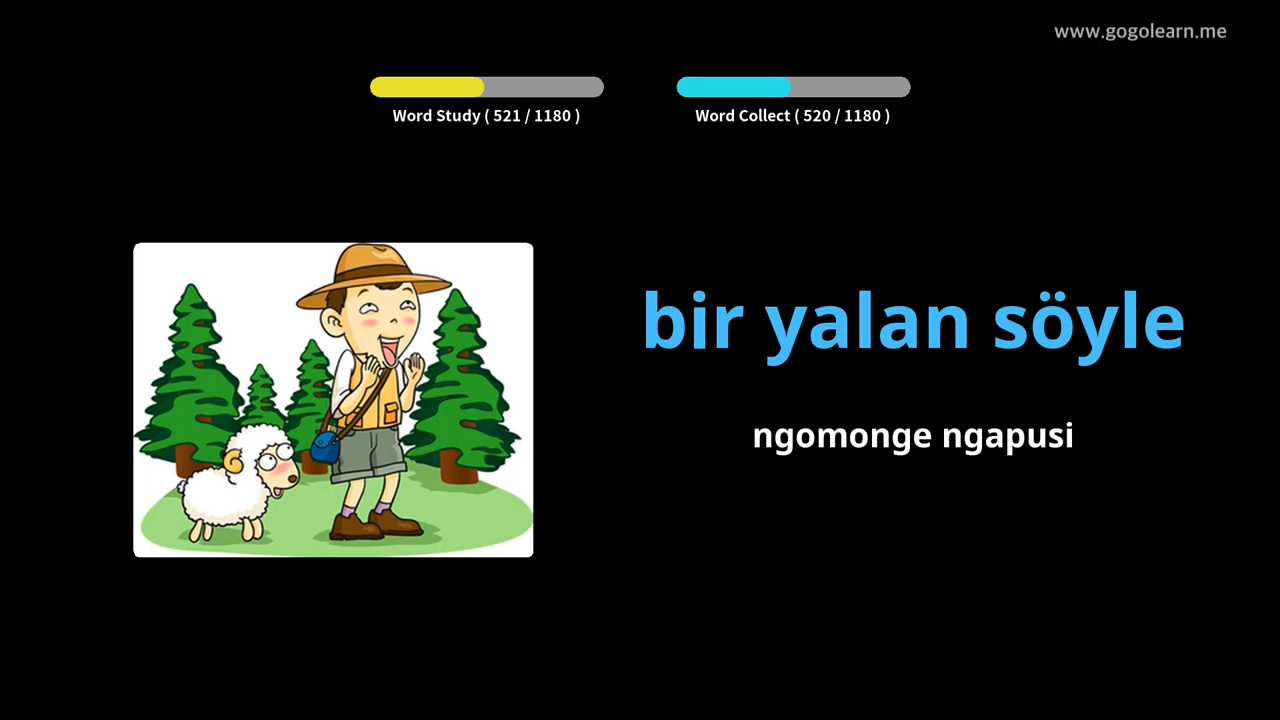 www.gogolearn.me
Word Study ( 521 / 1180 )
Word Collect ( 520 / 1180 )
bir yalan söyle
ngomonge ngapusi